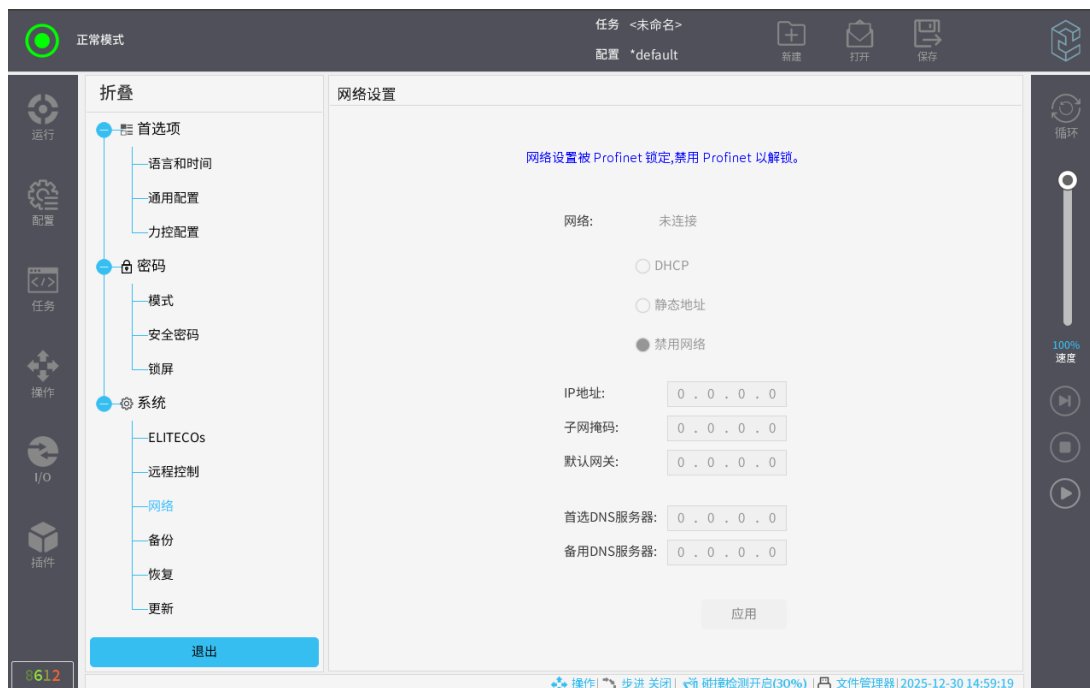 正常模式
任务 <未命名>
配置 *default
新建
打开
保存
运行
配置
任务
操作
I/O
插件
8612
折叠
首选项
语言和时间
通用配置
力控配置
密码
模式
安全密码
锁屏
系统
ELITECOs
远程控制
网络
备份
恢复
更新
退出
网络设置
网络设置被 Profinet 锁定,禁用 Profinet 以解锁。
网络: 未连接
DHCP
静态地址
禁用网络
IP地址: 0 . 0 . 0 . 0
子网掩码: 0 . 0 . 0 . 0
默认网关: 0 . 0 . 0 . 0
首选DNS服务器: 0 . 0 . 0 . 0
备用DNS服务器: 0 . 0 . 0 . 0
应用
循环
100%
速度
操作| 步进 关闭| 碰撞检测开启(30%) | 文件管理器|2025-12-30 14:59:19